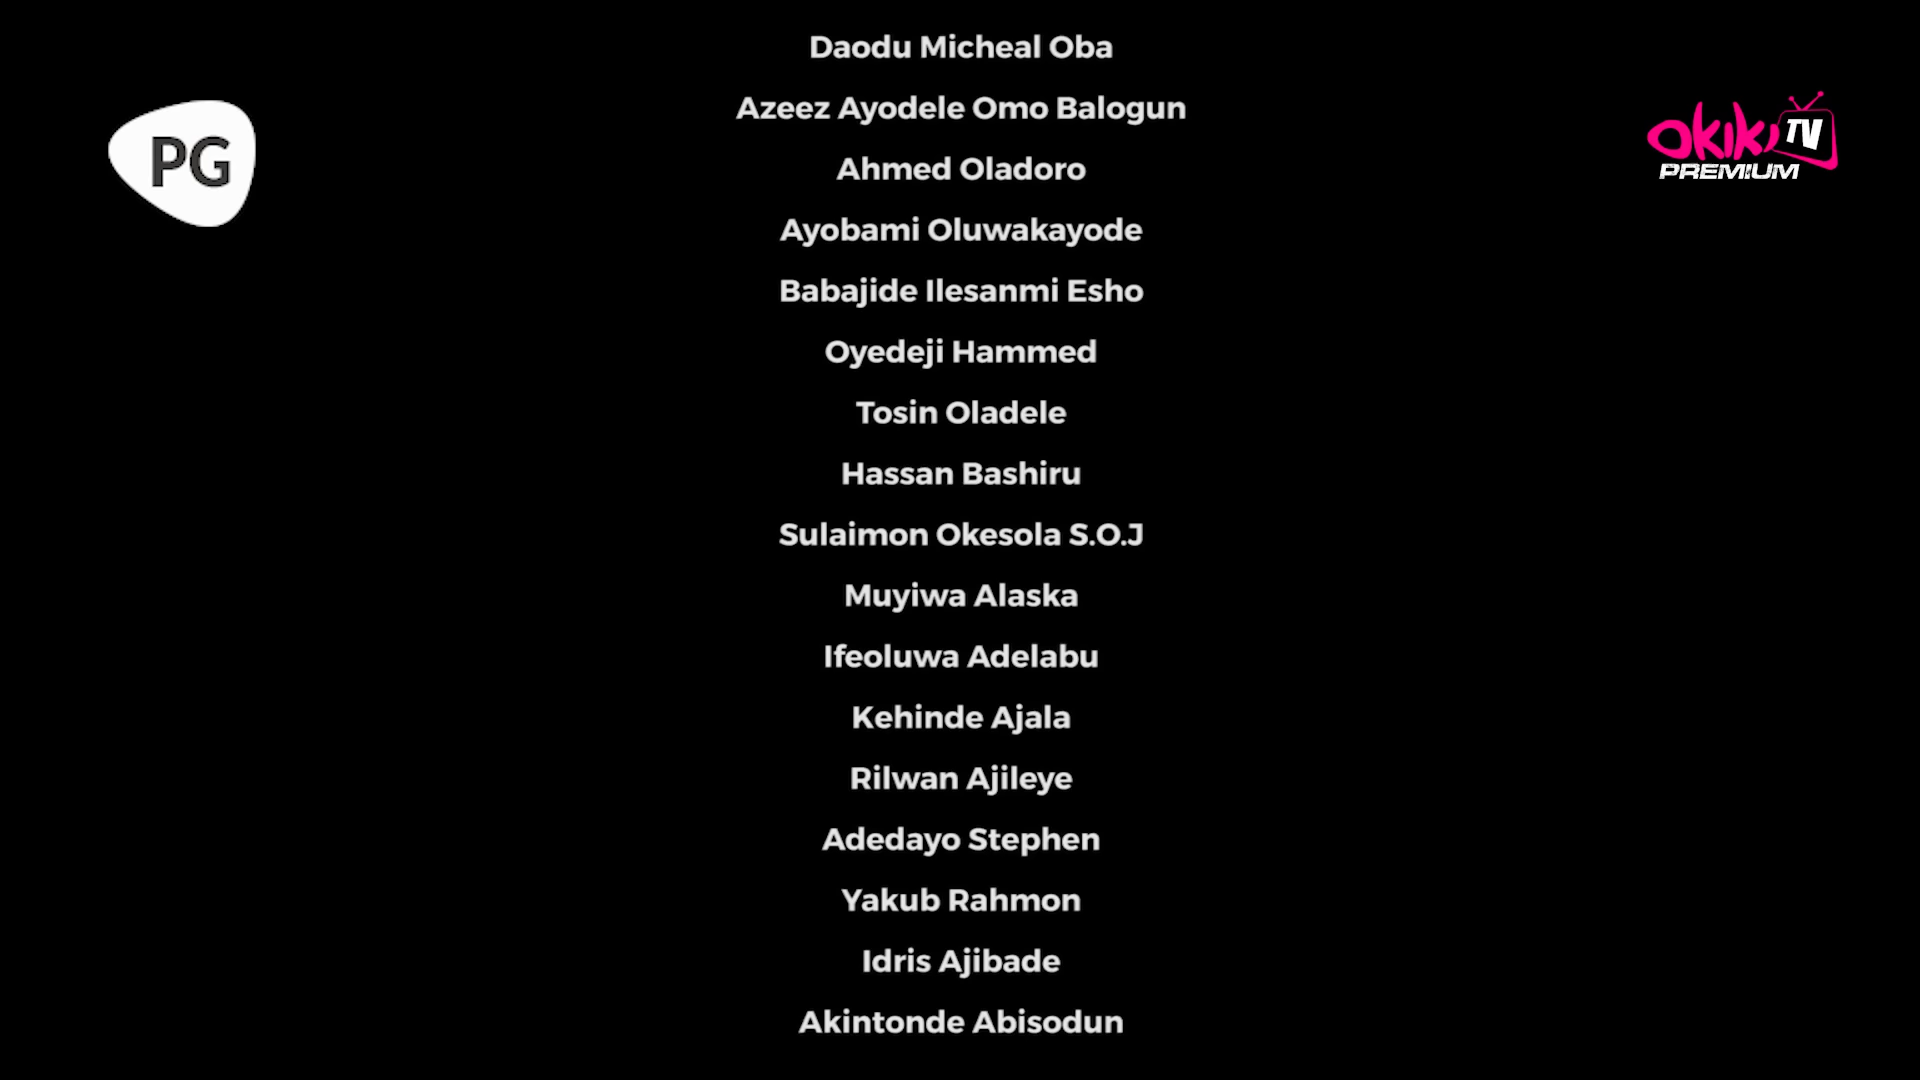 Daodu Micheal Oba
Azeez Ayodele Omo Balogun
PG
OKIKI TV
PREMIUM
Ahmed Oladoro
Ayobami Oluwakayode
Babajide Ilesanmi Esho
Oyedeji Hammed
Tosin Oladele
Hassan Bashiru
Sulaimon Okesola S.O.J
Muyiwa Alaska
Ifeoluwa Adelabu
Kehinde Ajala
Rilwan Ajileye
Adedayo Stephen
Yakub Rahmon
Idris Ajibade
Akintonde Abisodun